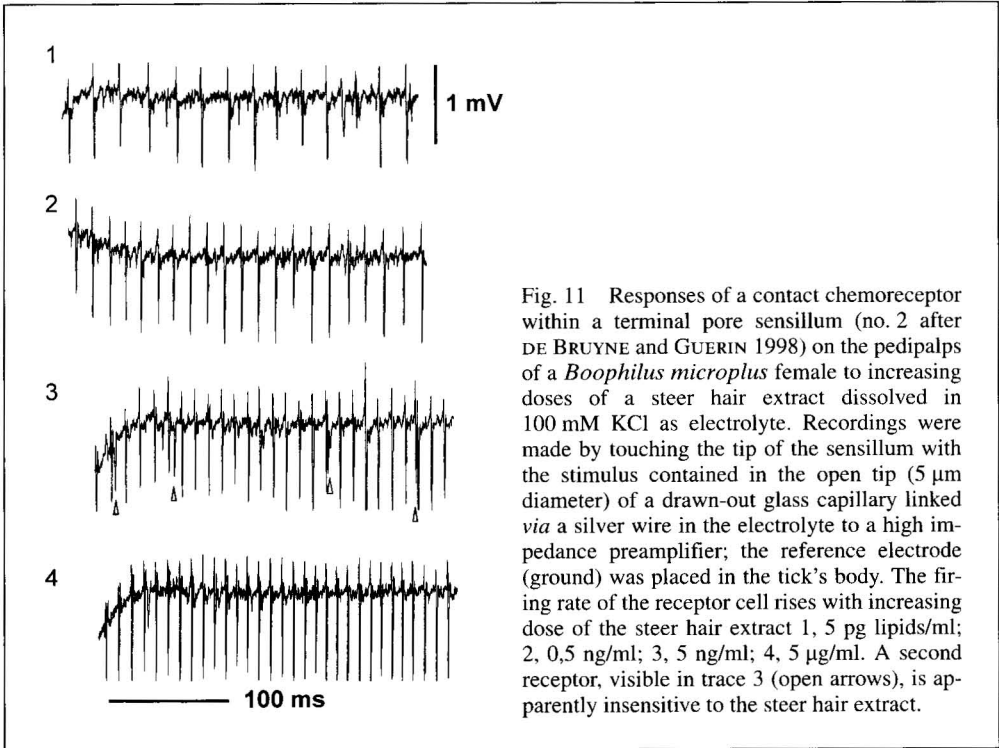 1
1 mV
2
3
4
100 ms
Fig. 11 Responses of a contact chemoreceptor
within a terminal pore sensillum (no. 2 after
DE BRUYNE and GUERIN 1998) on the pedipalps
of a Boophilus microplus female to increasing
doses of a steer hair extract dissolved in
100 mM KCl as electrolyte. Recordings were
made by touching the tip of the sensillum with
the stimulus contained in the open tip (5 μm
diameter) of a drawn-out glass capillary linked
via a silver wire in the electrolyte to a high im-
pedance preamplifier; the reference electrode
(ground) was placed in the tick's body. The fir-
ing rate of the receptor cell rises with increasing
dose of the steer hair extract 1, 5 pg lipids/ml;
2, 0,5 ng/ml; 3, 5 ng/ml; 4, 5 μg/ml. A second
receptor, visible in trace 3 (open arrows), is ap-
parently insensitive to the steer hair extract.